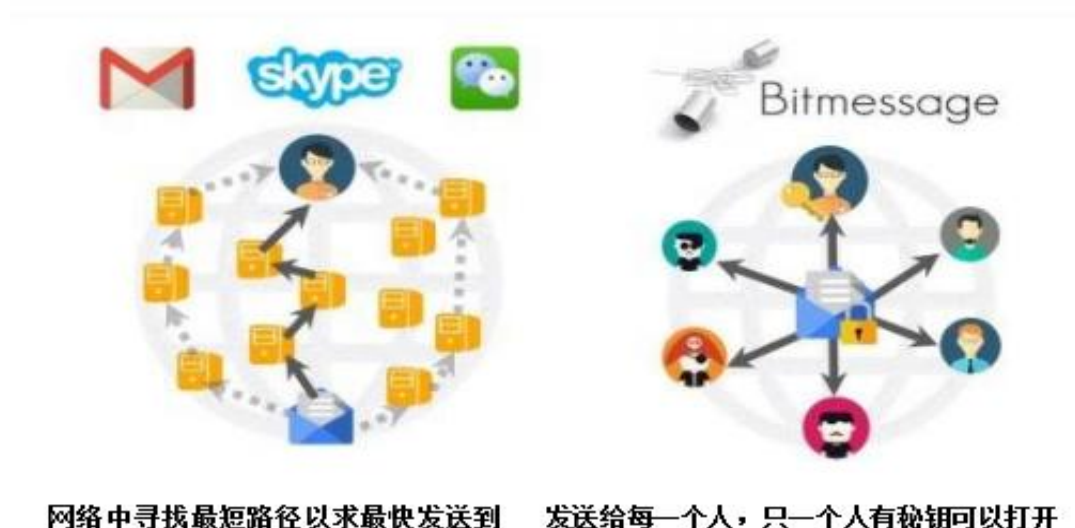 skype
Bitmessage
网络中寻找最短路径以求最快发送到
发送给每一个人，只一个人有秘钥可以打开